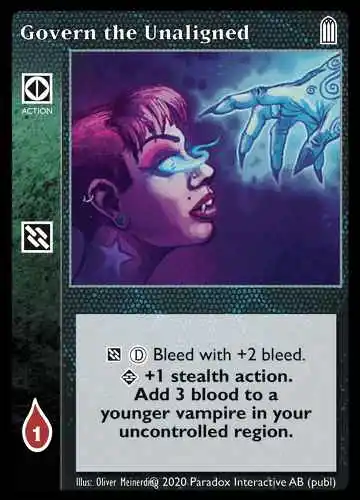 Govern the Unaligned
ACTION
D Bleed with +2 bleed.
+1 stealth action.
Add 3 blood to a
younger vampire in your
uncontrolled region.
1
Illus: Oliver Meinerding © 2020 Paradox Interactive AB (publ)